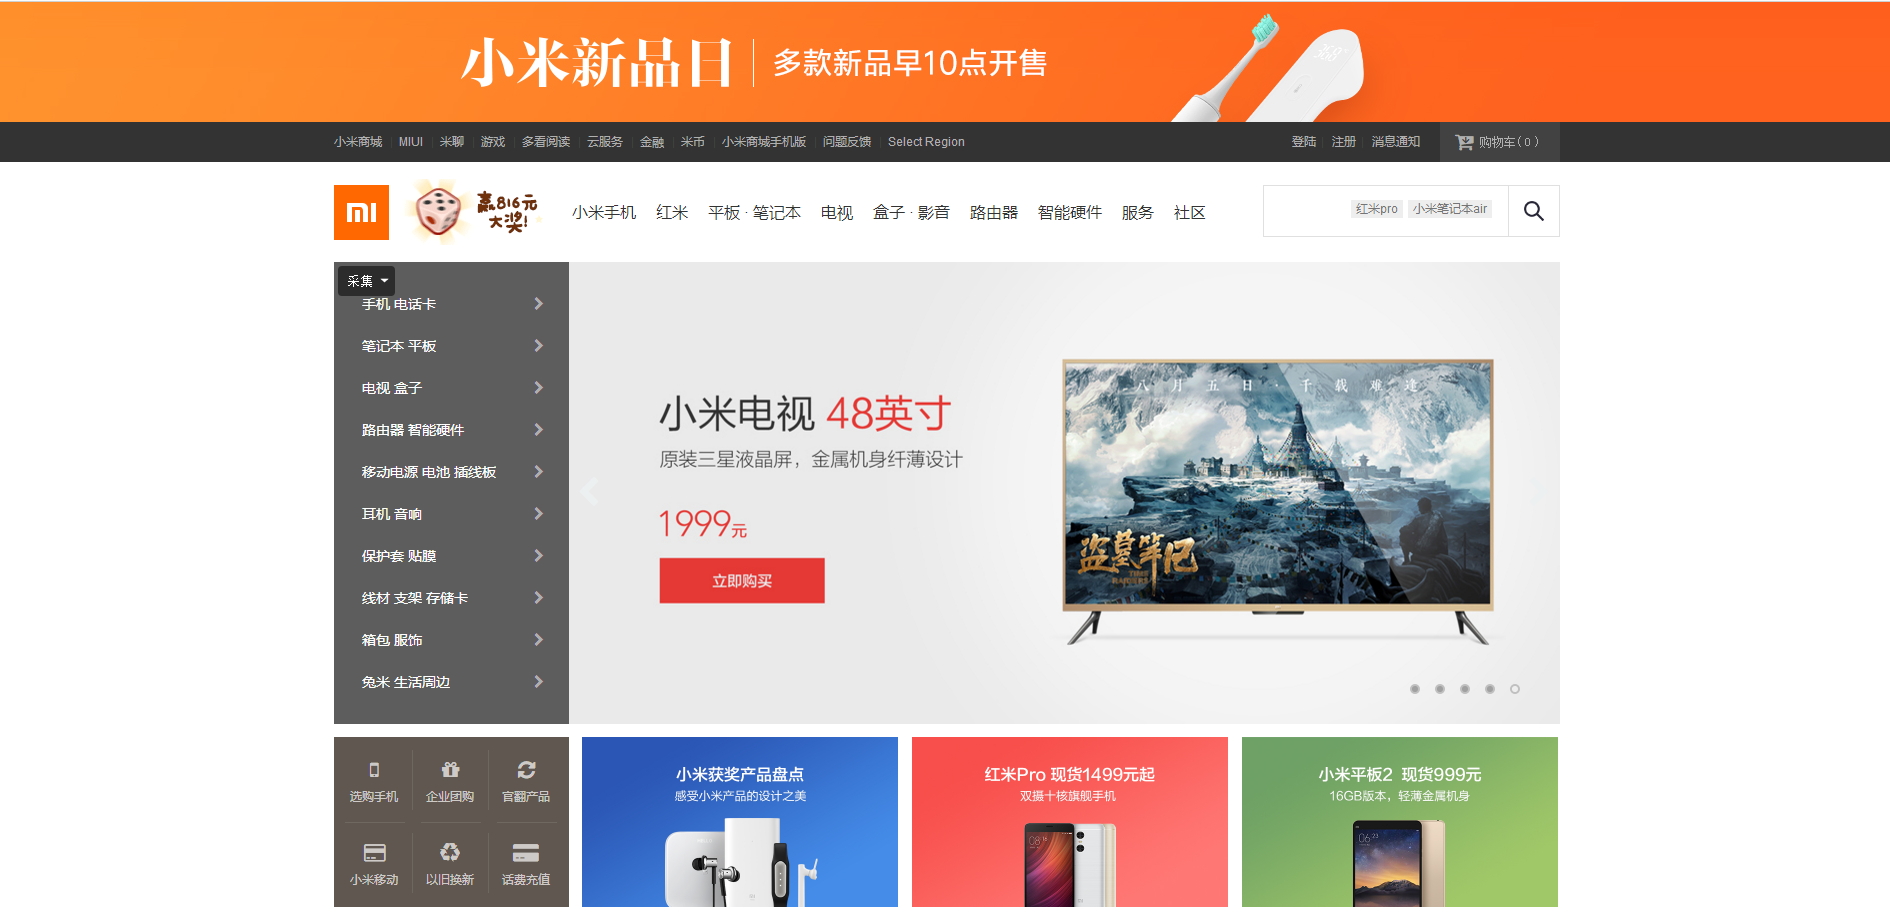 小米新品日 多款新品早10点开售
368°
小米商城 MIUI 米聊 游戏 多看阅读 云服务 金融 米币 小米商城手机版 问题反馈 Select Region 登陆 注册 消息通知 购物车( 0 )
MI 赢816元
大奖!
小米手机 红米 平板 · 笔记本 电视 盒子 · 影音 路由器 智能硬件 服务 社区 红米pro 小米笔记本air
采集
手机 电话卡
笔记本 平板
电视 盒子
路由器 智能硬件
移动电源 电池 插线板
耳机 音响
保护套 贴膜
线材 支架 存储卡
箱包 服饰
兔米 生活周边
小米电视 48英寸
原装三星液晶屏，金属机身纤薄设计
1999元
立即购买
八月五日·千载难逢
盗墓笔记
选购手机 企业团购 官翻产品
小米移动 以旧换新 话费充值
小米获奖产品盘点
感受小米产品的设计之美
红米Pro 现货1499元起
双摄十核旗舰手机
小米平板2 现货999元
16GB版本，轻薄金属机身
06:23